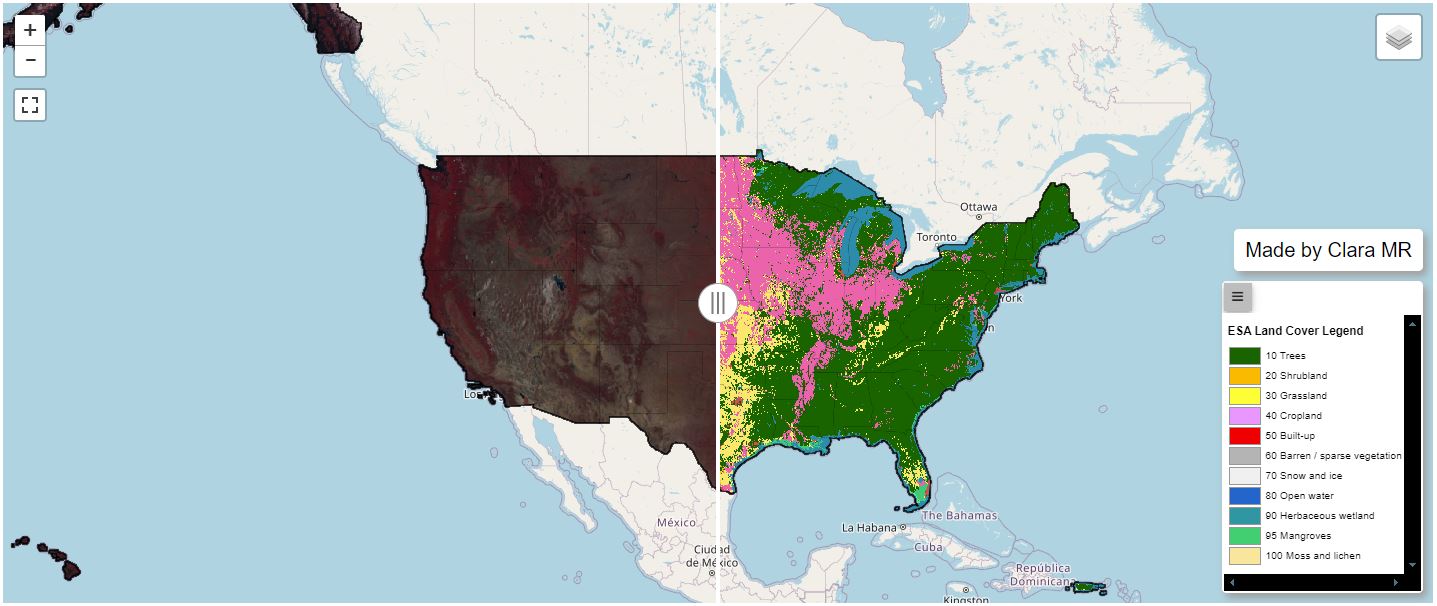 +
−
Ottawa
Toronto
York
n
Made by Clara MR
≡
ESA Land Cover Legend
10 Trees
20 Shrubland
30 Grassland
40 Cropland
50 Built-up
60 Barren / sparse vegetation
70 Snow and ice
80 Open water
90 Herbaceous wetland
95 Mangroves
100 Moss and lichen
México
Ciudad
de México
La Habana
The Bahamas
Cuba
República
Dominicana
Kingston